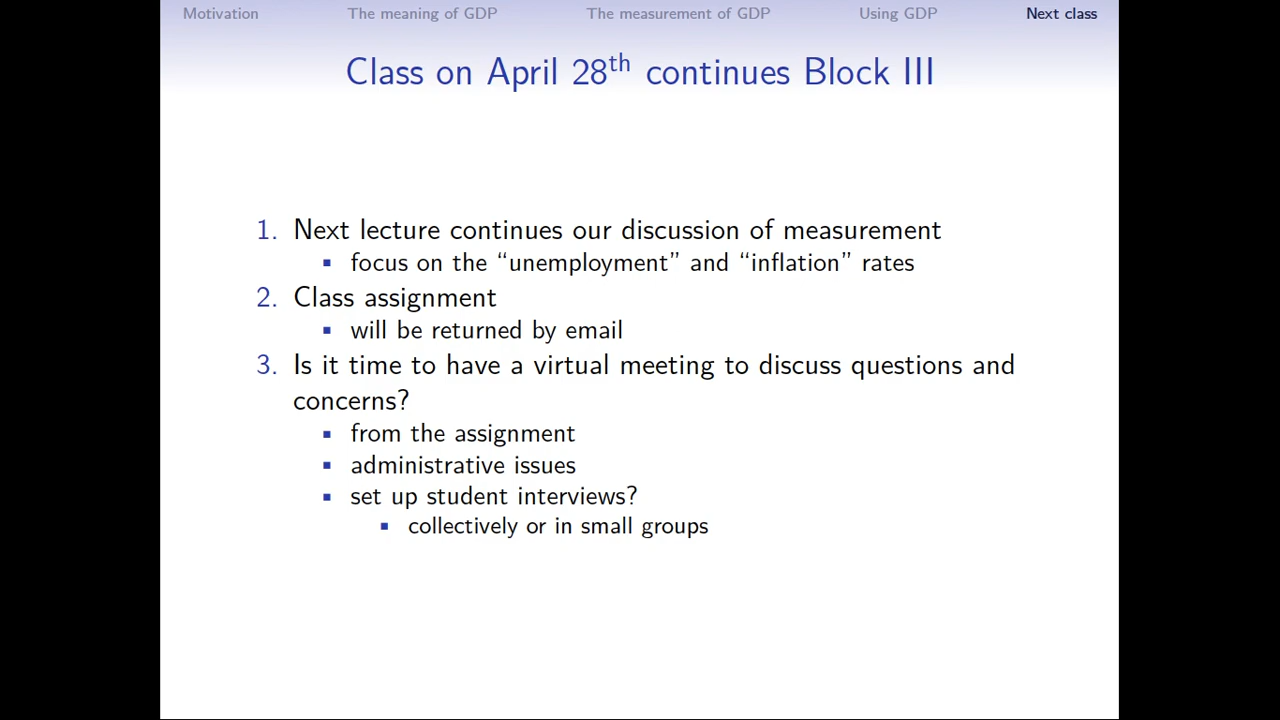 Motivation The meaning of GDP The measurement of GDP Using GDP Next class
Class on April 28th continues Block III
1. Next lecture continues our discussion of measurement
▪ focus on the “unemployment” and “inflation” rates
2. Class assignment
▪ will be returned by email
3. Is it time to have a virtual meeting to discuss questions and
concerns?
▪ from the assignment
▪ administrative issues
▪ set up student interviews?
▪ collectively or in small groups